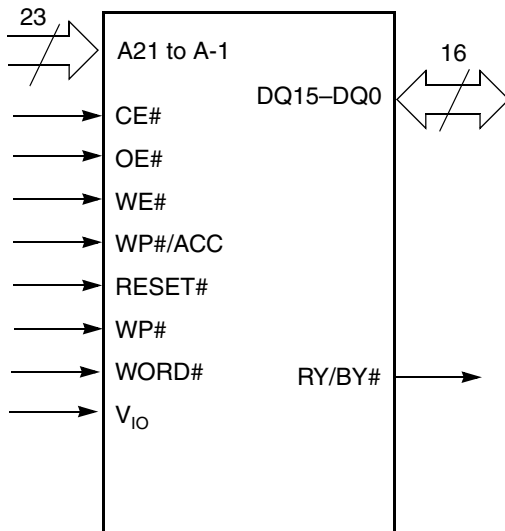 23
A21 to A-1
16
DQ15–DQ0
CE#
OE#
WE#
WP#/ACC
RESET#
WP#
WORD#
RY/BY#
VIO